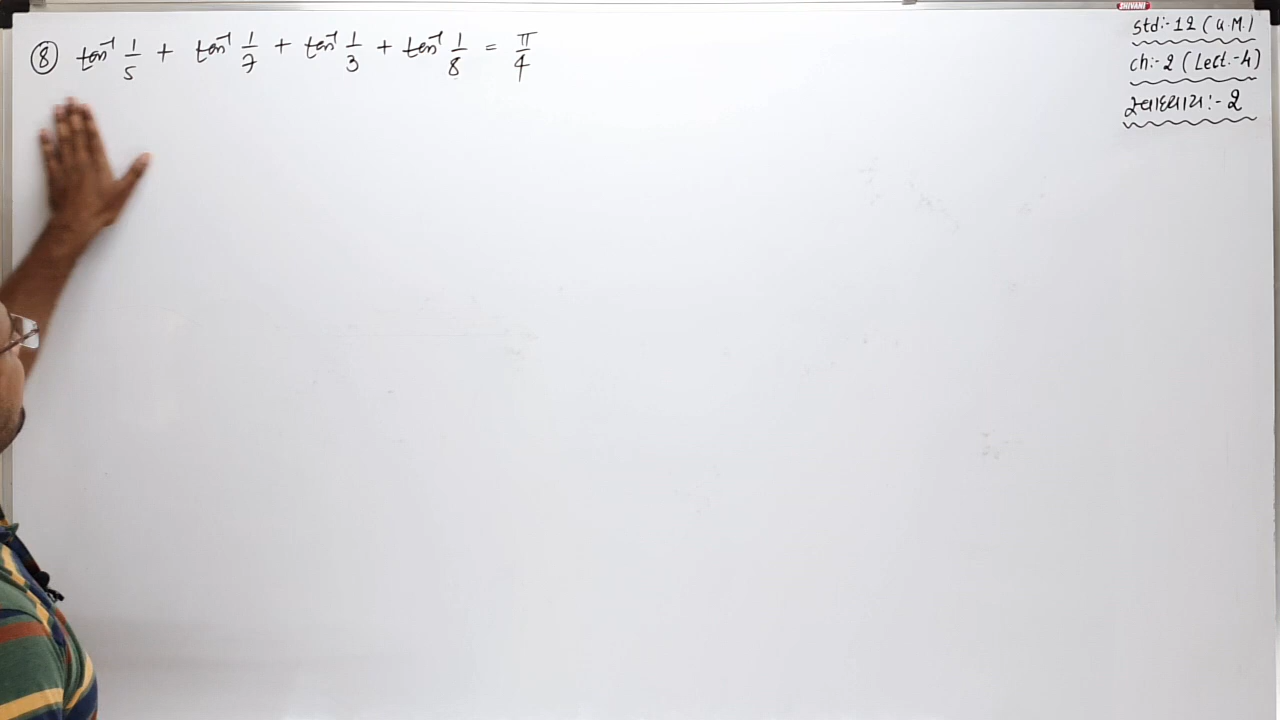 ⑧ tan⁻¹ 1/5 + tan⁻¹ 1/7 + tan⁻¹ 1/3 + tan⁻¹ 1/8 = π/4
SHIVANI
Std:-12 (G.M.)
Ch:-2 (Lect.-4)
સ્વાધ્યાય:- 2